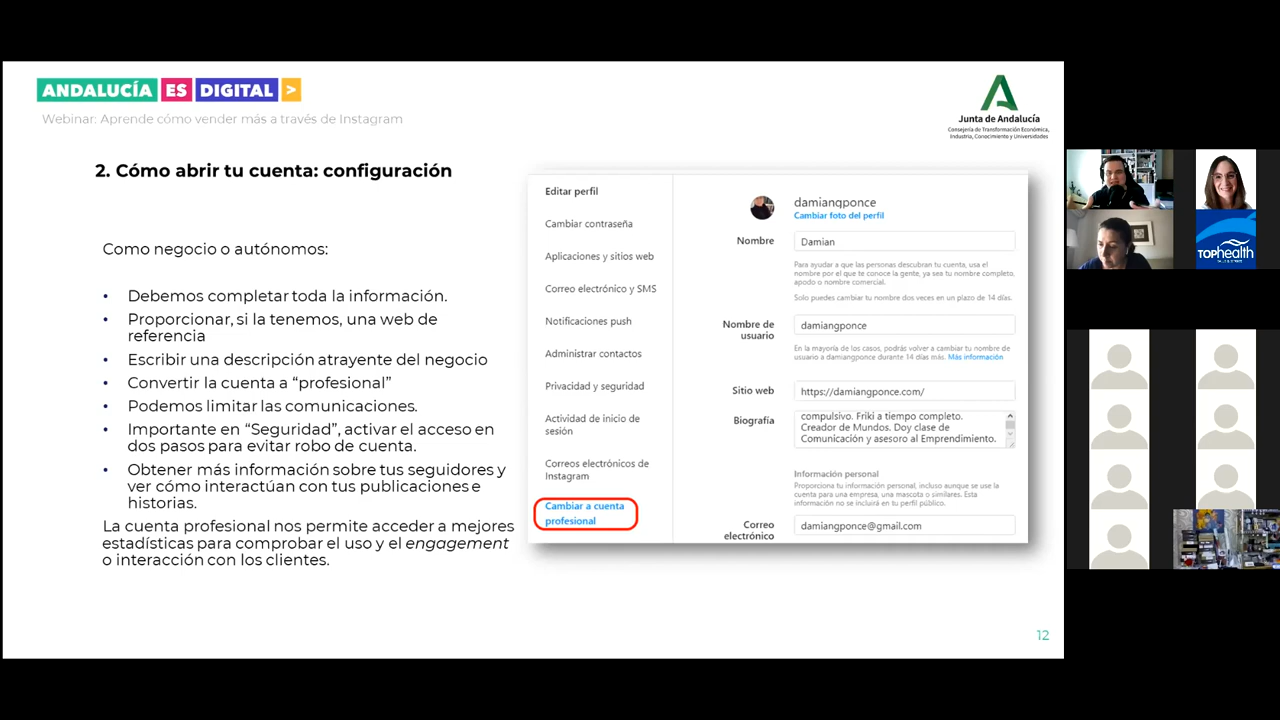 ANDALUCÍA ES DIGITAL >
Webinar: Aprende cómo vender más a través de Instagram
Junta de Andalucía
Consejería de Transformación Económica,
Industria, Conocimiento y Universidades
2. Cómo abrir tu cuenta: configuración
Como negocio o autónomos:
• Debemos completar toda la información.
• Proporcionar, si la tenemos, una web de
referencia
• Escribir una descripción atrayente del negocio
• Convertir la cuenta a “profesional”
• Podemos limitar las comunicaciones.
• Importante en “Seguridad”, activar el acceso en
dos pasos para evitar robo de cuenta.
• Obtener más información sobre tus seguidores y
ver cómo interactúan con tus publicaciones e
historias.
La cuenta profesional nos permite acceder a mejores
estadísticas para comprobar el uso y el engagement
o interacción con los clientes.
Editar perfil
Cambiar contraseña
Aplicaciones y sitios web
Correo electrónico y SMS
Notificaciones push
Administrar contactos
Privacidad y seguridad
Actividad de inicio de
sesión
Correos electrónicos de
Instagram
Cambiar a cuenta
profesional
damiangponce
Cambiar foto del perfil
Nombre
Damian
Para ayudar a que las personas descubran tu cuenta, usa el
nombre por el que te conoce la gente, ya sea tu nombre completo,
apodo o nombre comercial.
Solo puedes cambiar tu nombre dos veces en un plazo de 14 días.
Nombre de
usuario
damiangponce
En la mayoría de los casos, podrás volver a cambiar tu nombre de
usuario a damiangponce durante 14 días más. Más información
Sitio web
https://damiangponce.com/
Biografía
compulsivo. Friki a tiempo completo.
Creador de Mundos. Doy clase de
Comunicación y asesoro al Emprendimiento.
Información personal
Proporciona tu información personal, incluso aunque se use la
cuenta para una empresa, una mascota o similares. Esta
información no se incluirá en tu perfil público.
Correo
electrónico
damiangponce@gmail.com
12
TOPhealth